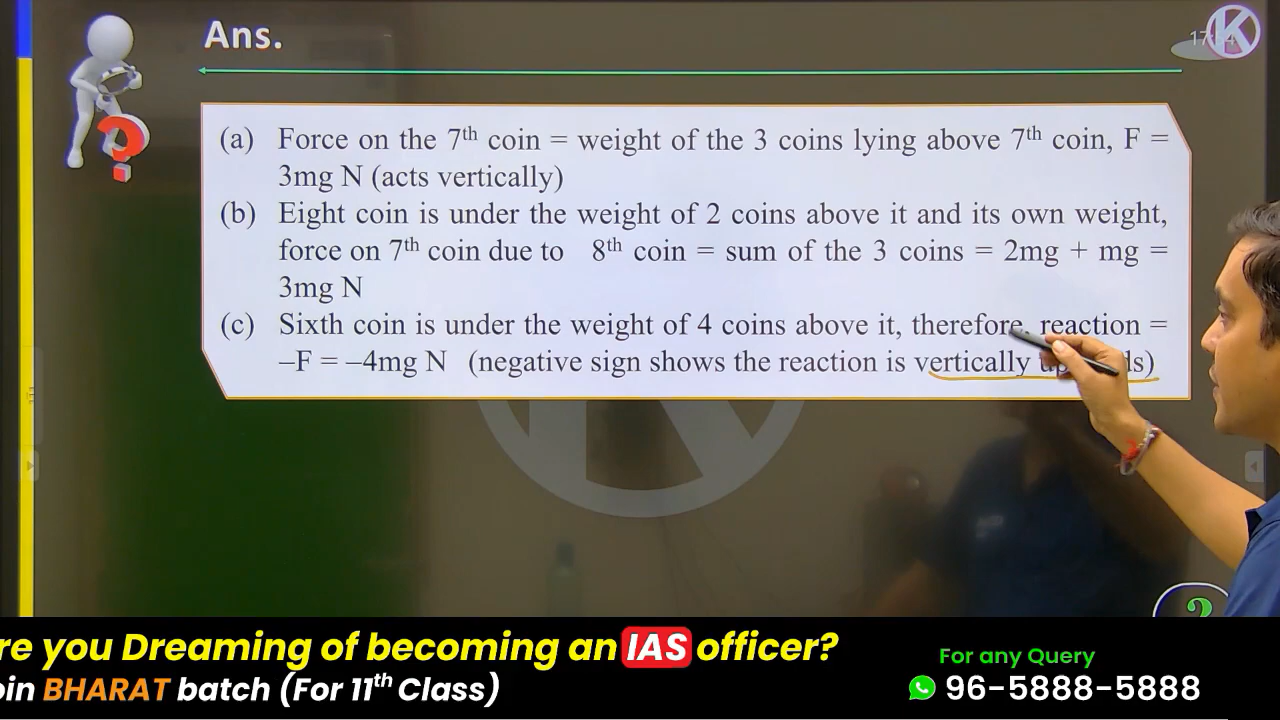 Ans.
(a) Force on the 7th coin = weight of the 3 coins lying above 7th coin, F =
3mg N (acts vertically)
(b) Eight coin is under the weight of 2 coins above it and its own weight,
force on 7th coin due to 8th coin = sum of the 3 coins = 2mg + mg =
3mg N
(c) Sixth coin is under the weight of 4 coins above it, therefore, reaction =
–F = –4mg N (negative sign shows the reaction is vertically
K
re you Dreaming of becoming an IAS officer?
oin BHARAT batch (For 11th Class)
For any Query
96-5888-5888